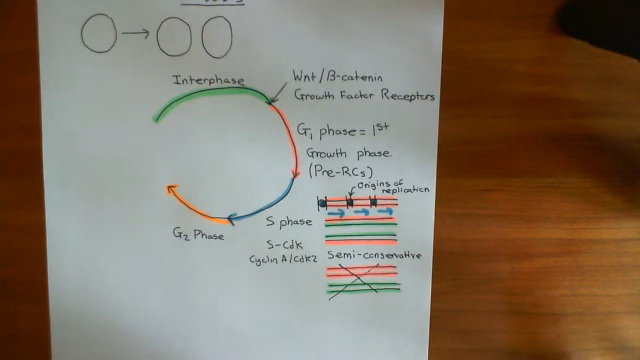 Interphase
Wnt/β-catenin
Growth Factor Receptors
G₁ phase = 1st
Growth phase.
(Pre-RCs)
Origins of
replication
S phase
G₂ Phase
S-Cdk
Cyclin A/Cdk2
Semi-conservative